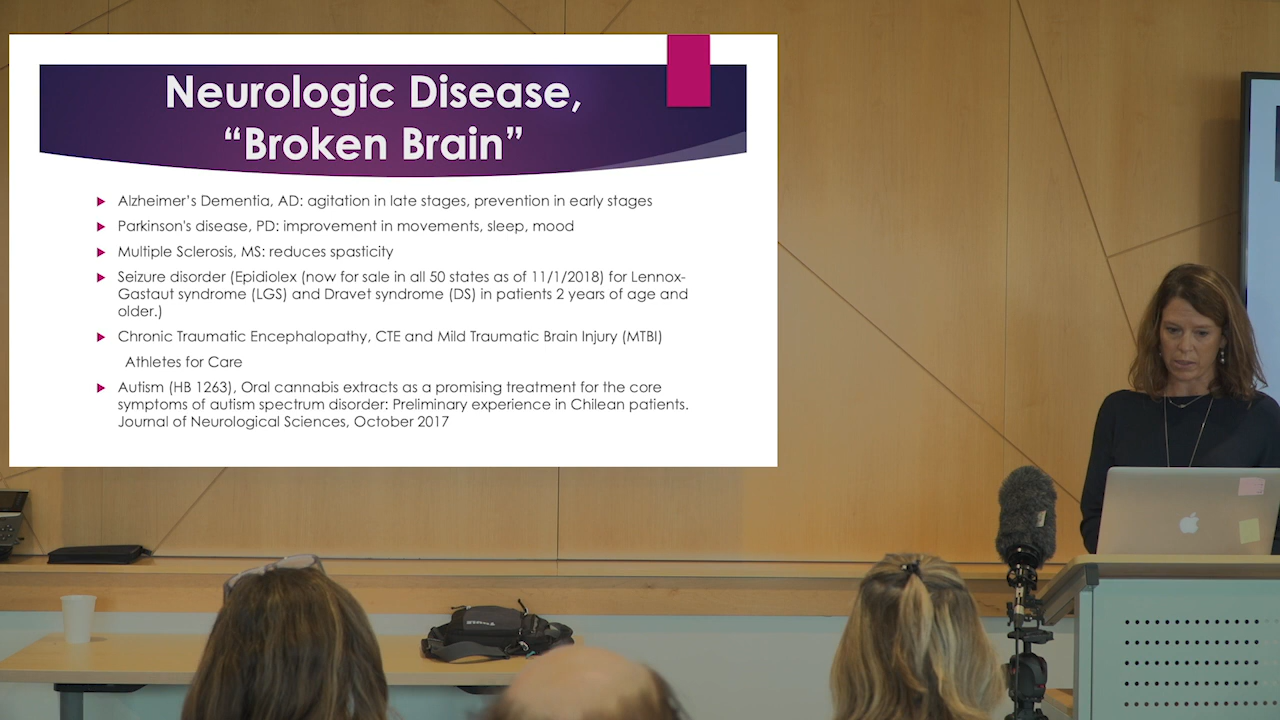 Neurologic Disease,
“Broken Brain”
Alzheimer’s Dementia, AD: agitation in late stages, prevention in early stages
Parkinson's disease, PD: improvement in movements, sleep, mood
Multiple Sclerosis, MS: reduces spasticity
Seizure disorder (Epidiolex (now for sale in all 50 states as of 11/1/2018) for Lennox-
Gastaut syndrome (LGS) and Dravet syndrome (DS) in patients 2 years of age and
older.)
Chronic Traumatic Encephalopathy, CTE and Mild Traumatic Brain Injury (MTBI)
Athletes for Care
Autism (HB 1263), Oral cannabis extracts as a promising treatment for the core
symptoms of autism spectrum disorder: Preliminary experience in Chilean patients.
Journal of Neurological Sciences, October 2017